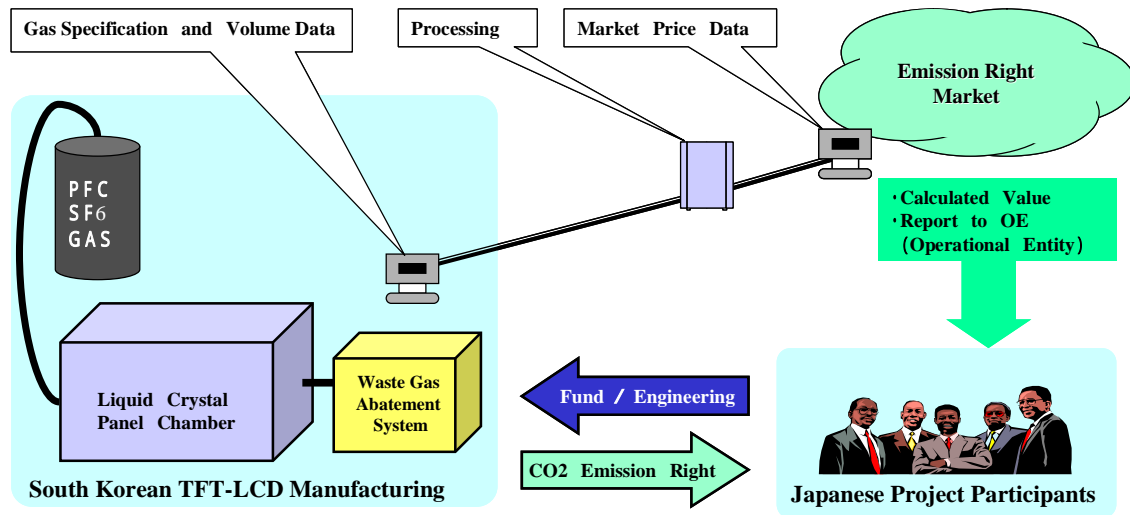 Gas Specification and Volume Data
Processing
Market Price Data
Emission Right
Market
PFC
SF6
GAS
・Calculated Value
・Report to OE
(Operational Entity)
Liquid Crystal
Panel Chamber
Waste Gas
Abatement
System
Fund / Engineering
CO2 Emission Right
South Korean TFT-LCD Manufacturing
Japanese Project Participants